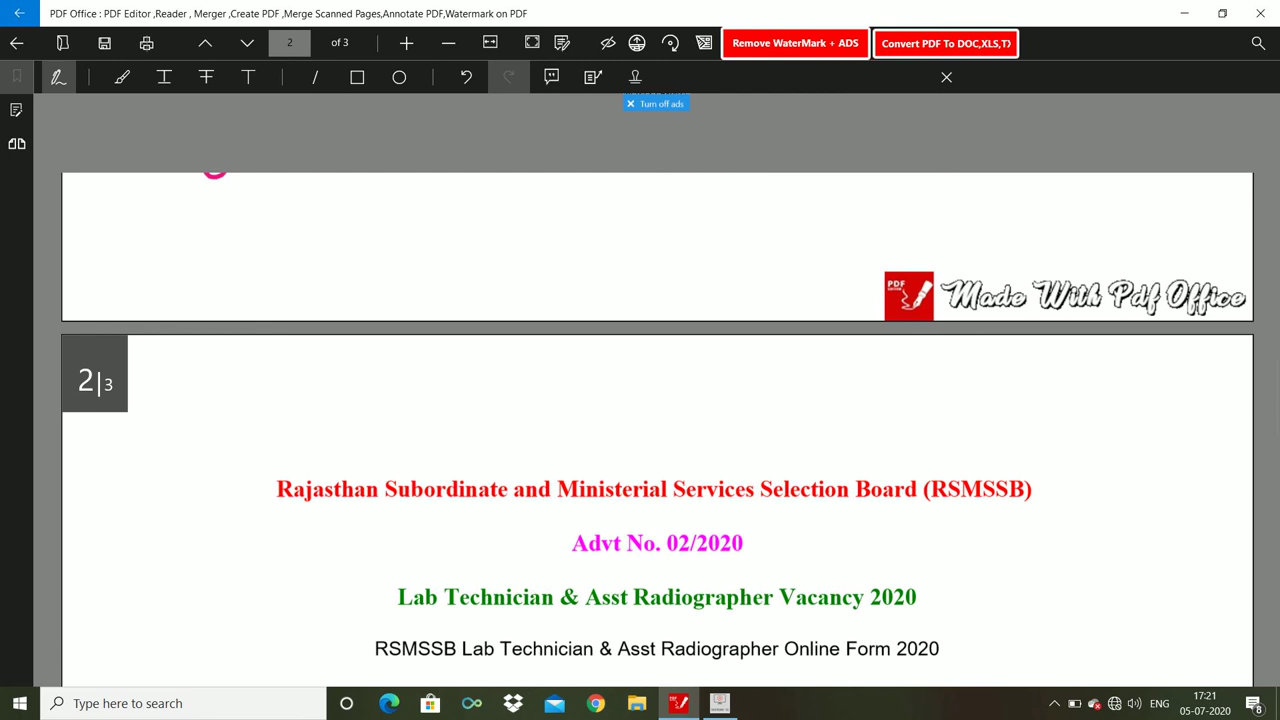 PDF Office : PDF Editor ,Reader , Merger ,Create PDF ,Merge Scanned Pages,Annotate PDF,Watermark on PDF
2 of 3
Remove WaterMark + ADS
Convert PDF To DOC,XLS,TX
Turn off ads
PDF
Made With Pdf Office
2|3
Rajasthan Subordinate and Ministerial Services Selection Board (RSMSSB)
Advt No. 02/2020
Lab Technician & Asst Radiographer Vacancy 2020
RSMSSB Lab Technician & Asst Radiographer Online Form 2020
Type here to search
ENG
17:21
05-07-2020
8